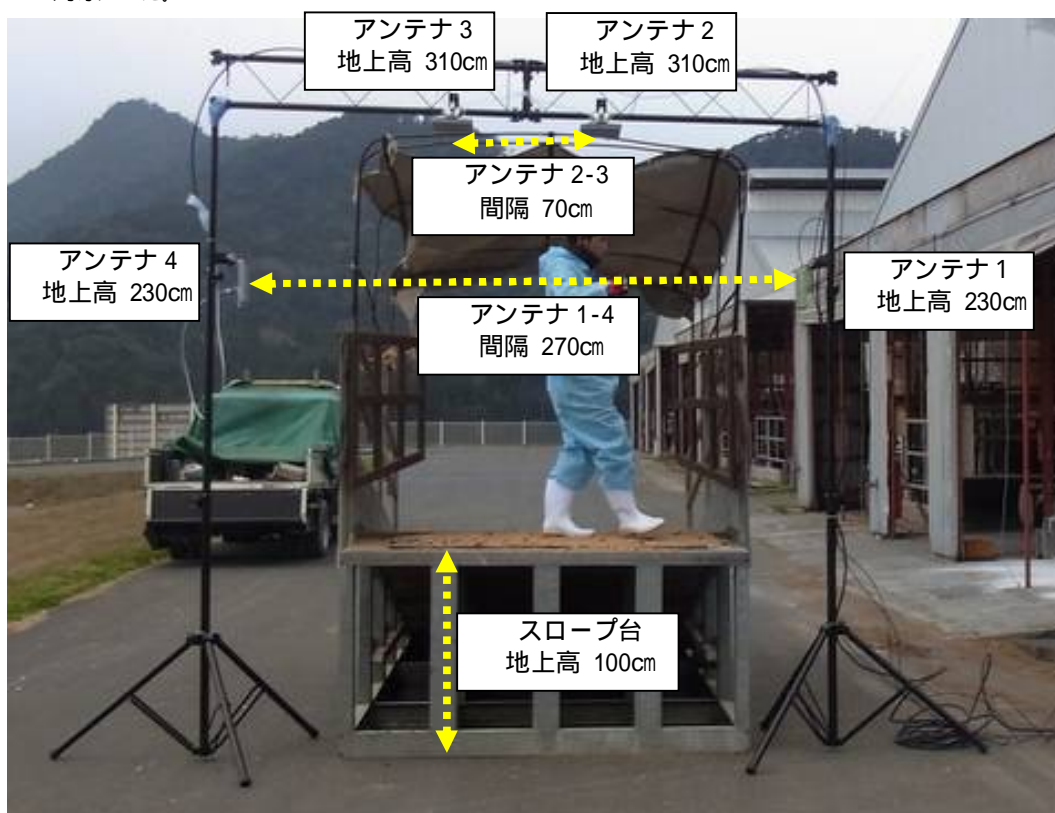 アンテナ3
地上高 310cm
アンテナ2
地上高 310cm
アンテナ2-3
間隔 70cm
アンテナ4
地上高 230cm
アンテナ1
地上高 230cm
アンテナ1-4
間隔 270cm
スロープ台
地上高 100cm